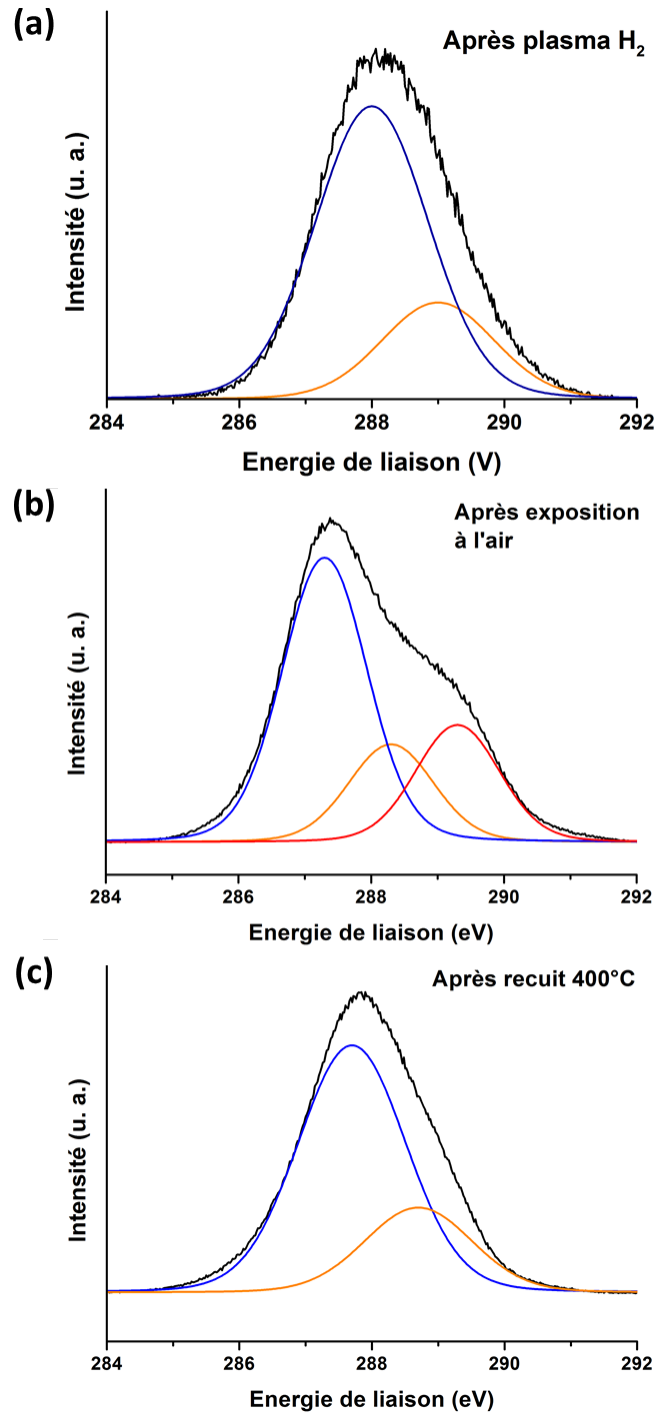 (a)
Après plasma H₂
Intensité (u. a.)
284 286 288 290 292
Energie de liaison (V)
(b)
Après exposition
à l'air
Intensité (u. a.)
284 286 288 290 292
Energie de liaison (eV)
(c)
Après recuit 400°C
Intensité (u. a.)
284 286 288 290 292
Energie de liaison (eV)